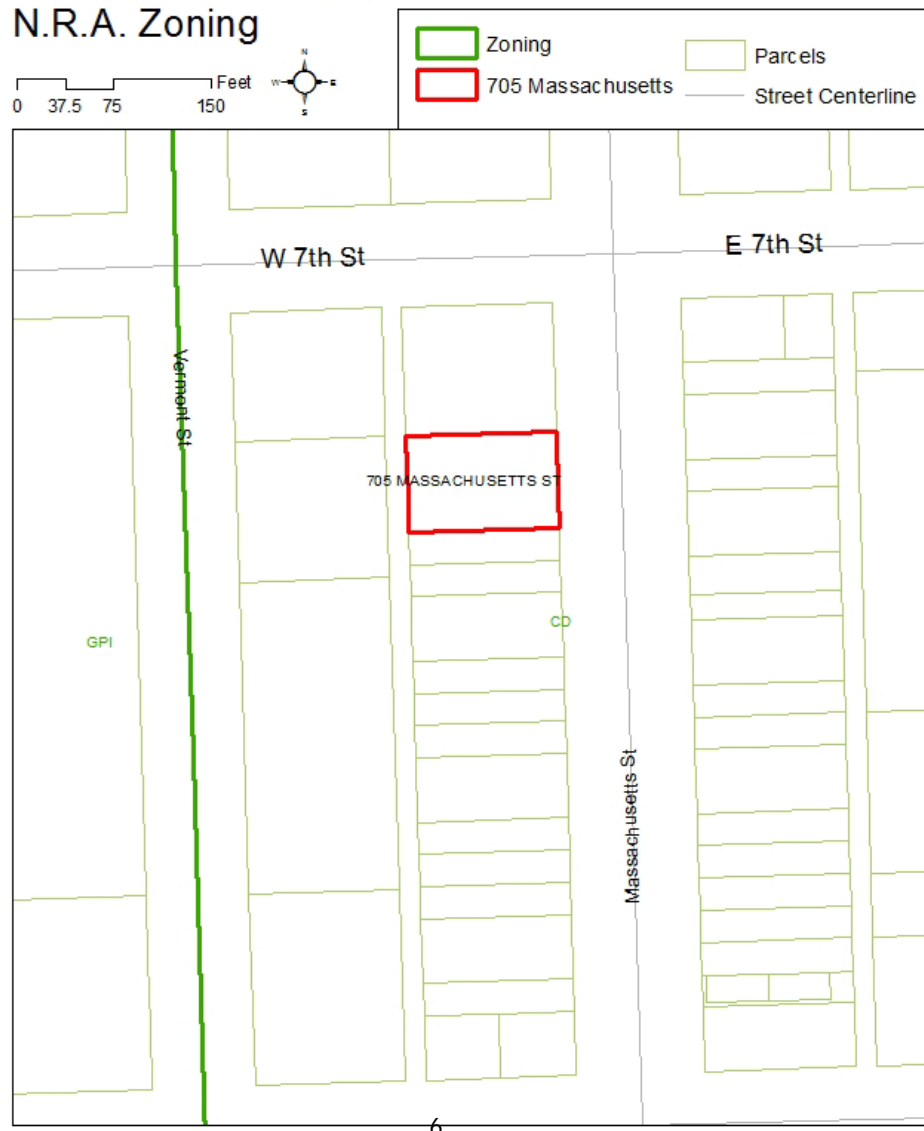 N.R.A. Zoning
Feet
0 37.5 75 150
N
W E
S
Zoning
705 Massachusetts
Parcels
Street Centerline
W 7th St
E 7th St
Vermont St
705 MASSACHUSETTS ST
GPI
CD
Massachusetts St
6